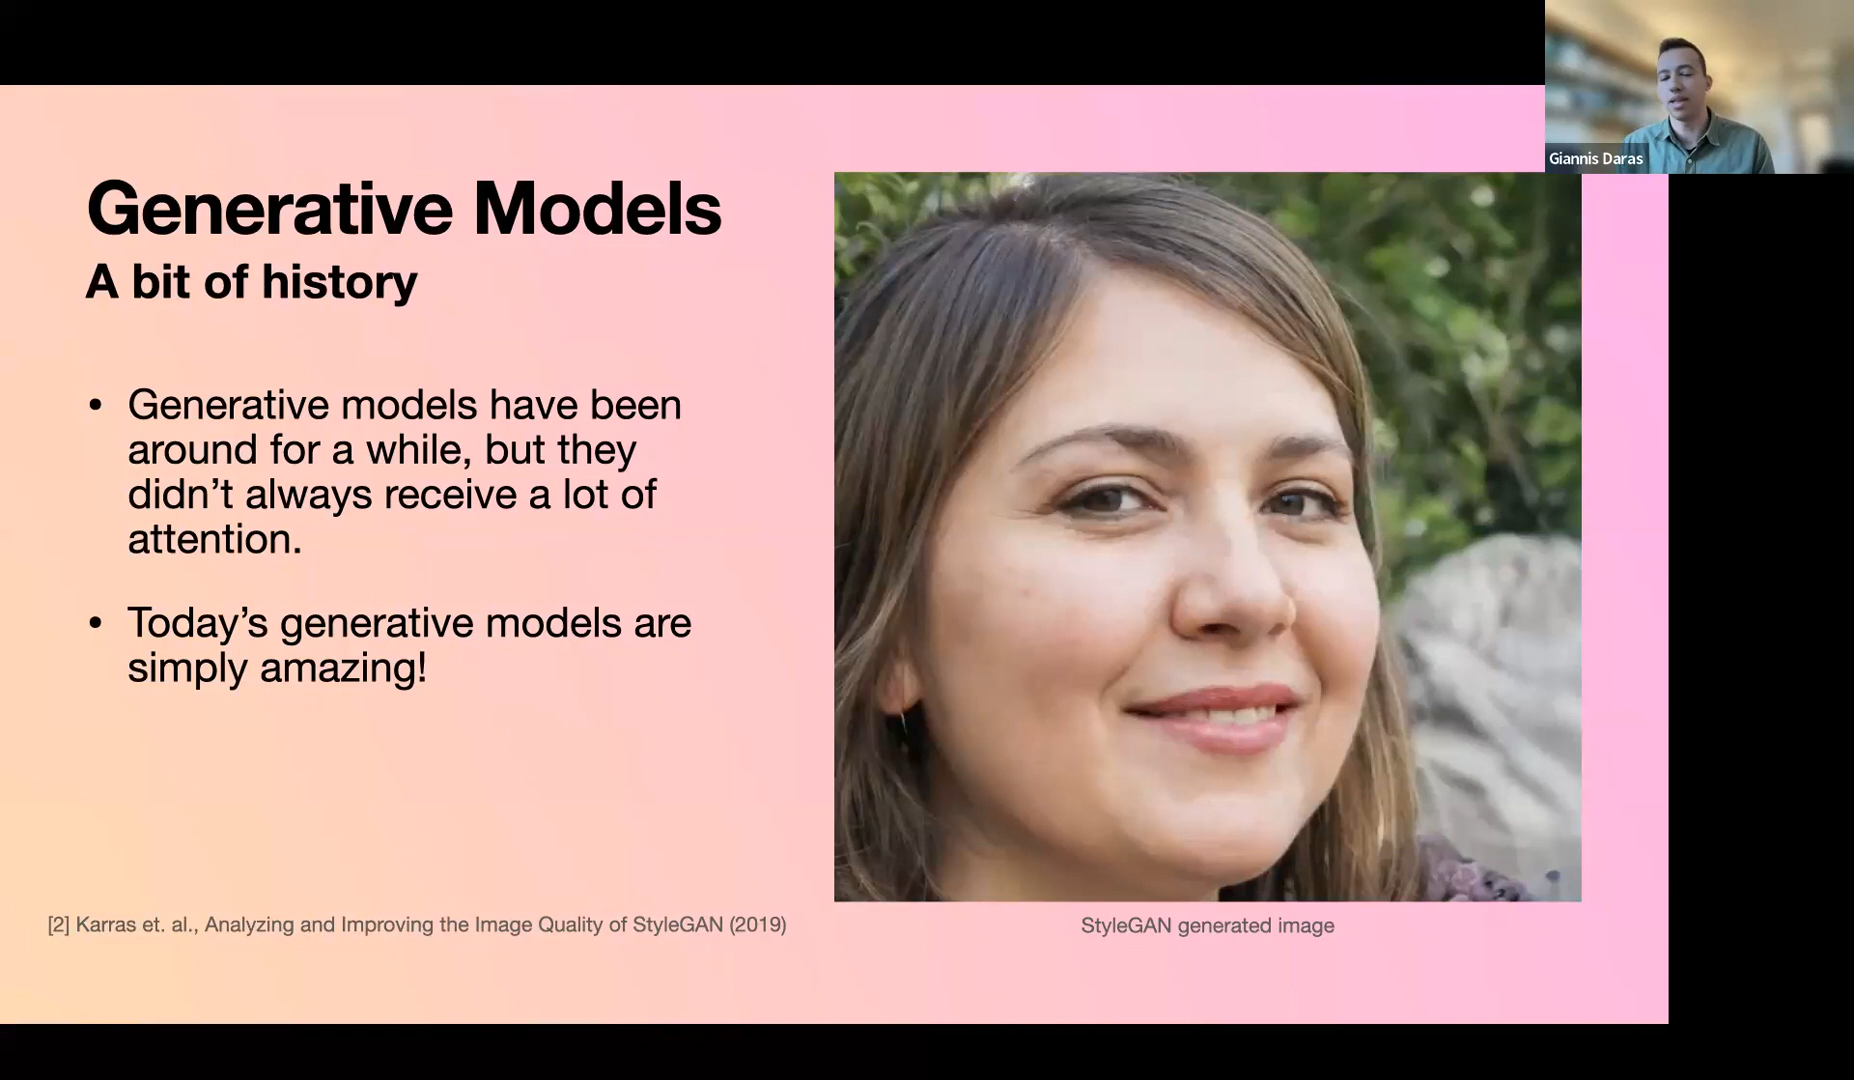 Giannis Daras
Generative Models
A bit of history
• Generative models have been
around for a while, but they
didn’t always receive a lot of
attention.
• Today’s generative models are
simply amazing!
[2] Karras et. al., Analyzing and Improving the Image Quality of StyleGAN (2019)
StyleGAN generated image